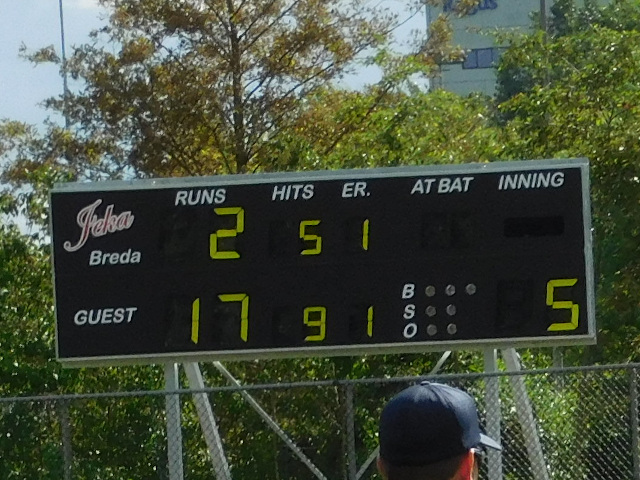 RUNS HITS ER. AT BAT INNING
Jeka 2 5 1
Breda
GUEST 17 9 1 B 5
S
O